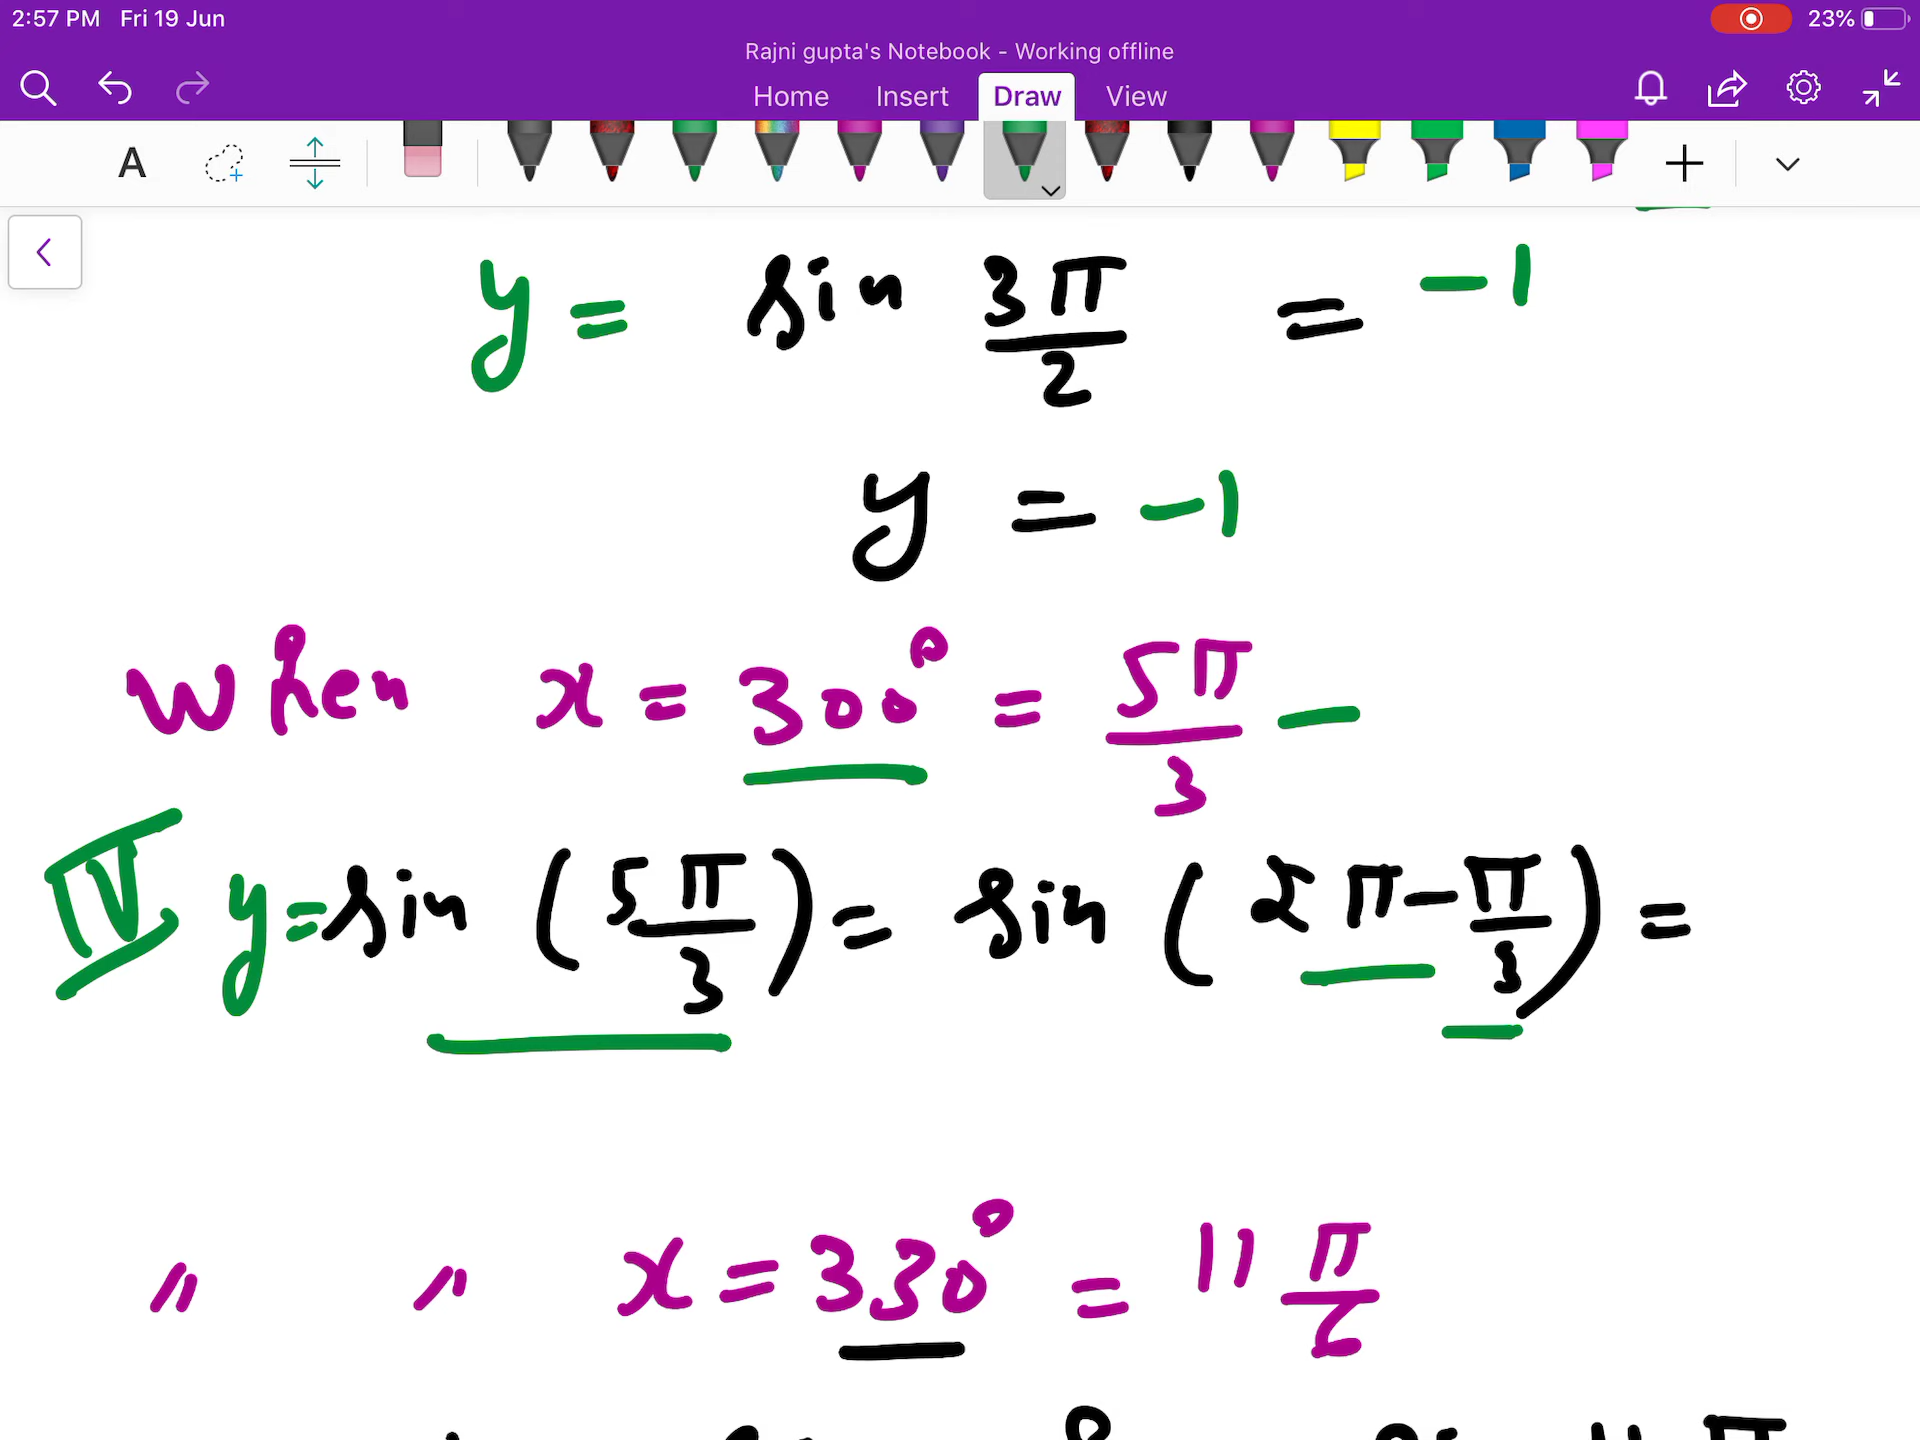 2:57 PM Fri 19 Jun 23%
Rajni gupta's Notebook - Working offline
Home Insert Draw View
A
y = sin 3π/2 = -1
y = -1
When x = 300° = 5π/3 -
IV y = sin (5π/3) = sin (2π - π/3) =
" " x = 330° = 11 π/6